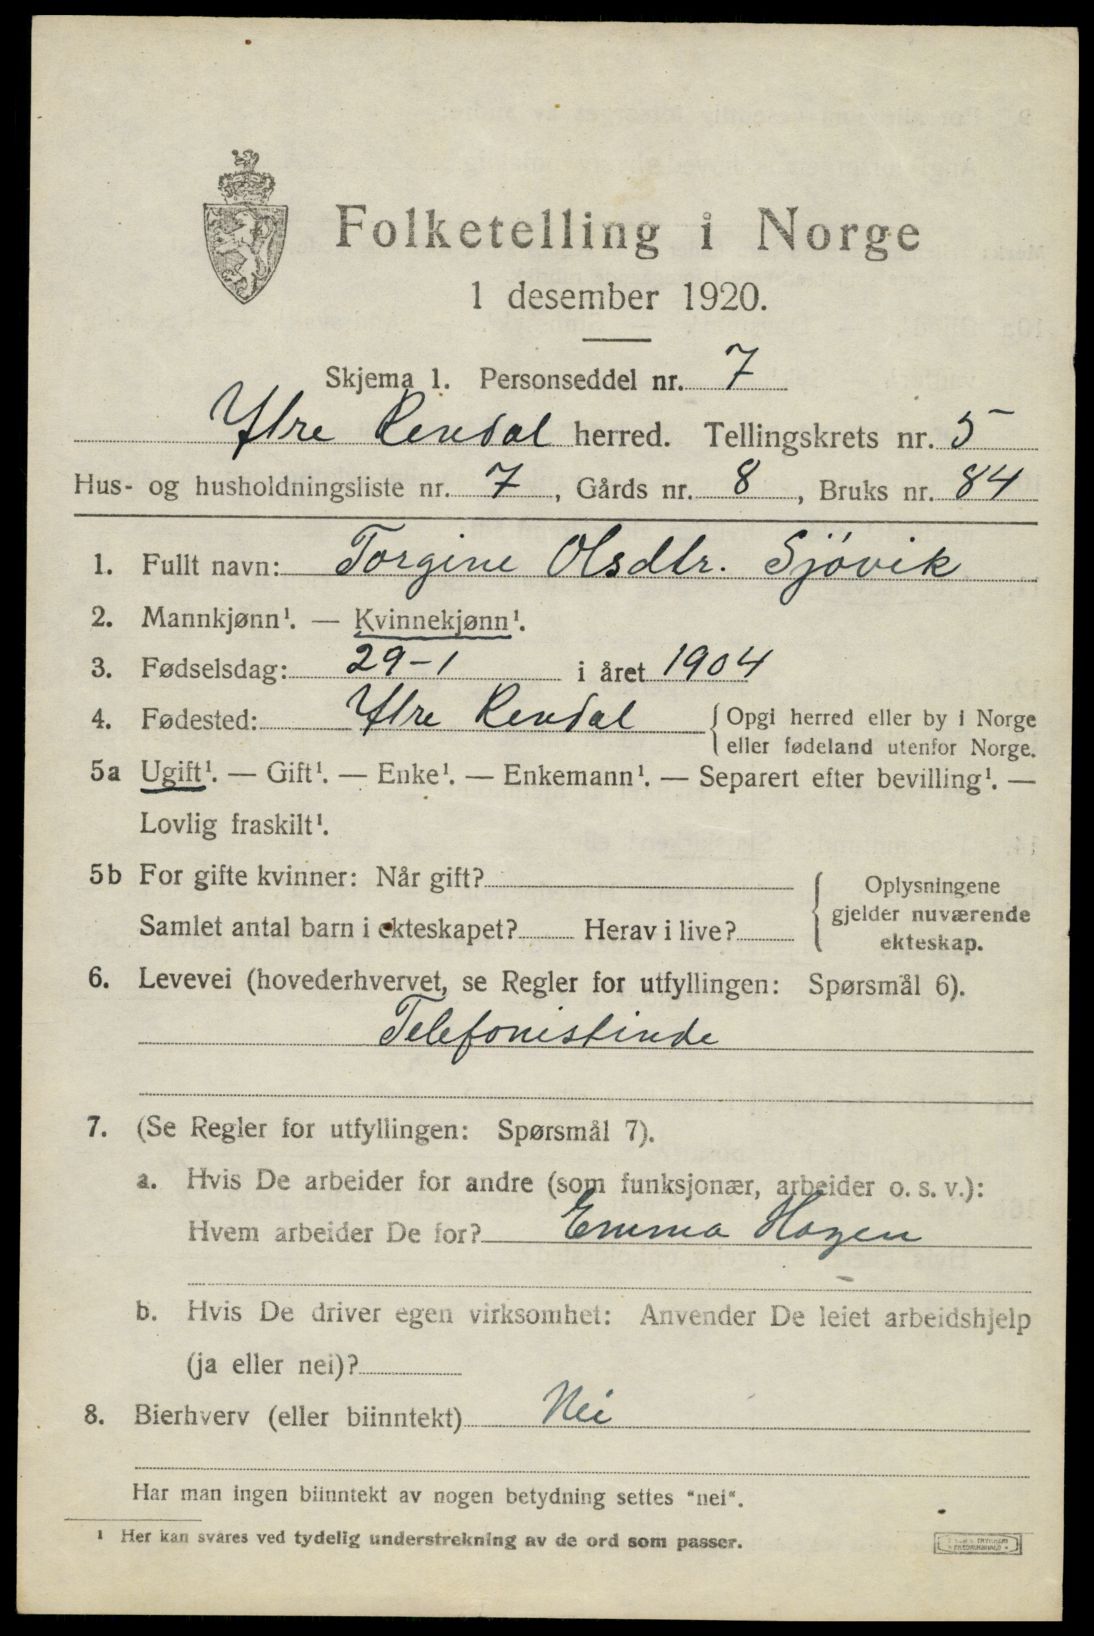 Folketelling i Norge
1 desember 1920.
Skjema 1. Personseddel nr. 7
Ytre Rendal herred. Tellingskrets nr. 5
Hus- og husholdningsliste nr. 7, Gårds nr. 8, Bruks nr. 84
1. Fullt navn: Torgine Olsdtr. Sjövik
2. Mannkjønn¹. — Kvinnekjønn¹.
3. Fødselsdag: 29-1 i året 1904
4. Fødested: Ytre Rendal { Opgi herred eller by i Norge
eller fødeland utenfor Norge.
5a Ugift¹. — Gift¹. — Enke¹. — Enkemann¹. — Separert efter bevilling¹. —
Lovlig fraskilt¹.
5b For gifte kvinner: Når gift?
Samlet antal barn i ekteskapet? Herav i live?
Oplysningene
gjelder nuværende
ekteskap.
6. Levevei (hovederhvervet, se Regler for utfyllingen: Spørsmål 6).
Telefonistinde
7. (Se Regler for utfyllingen: Spørsmål 7).
a. Hvis De arbeider for andre (som funksjonær, arbeider o. s. v.):
Hvem arbeider De for? Emma Hagen
b. Hvis De driver egen virksomhet: Anvender De leiet arbeidshjelp
(ja eller nei)?
8. Bierhverv (eller biinntekt) Nei
Har man ingen biinntekt av nogen betydning settes "nei".
¹ Her kan svares ved tydelig understrekning av de ord som passer.